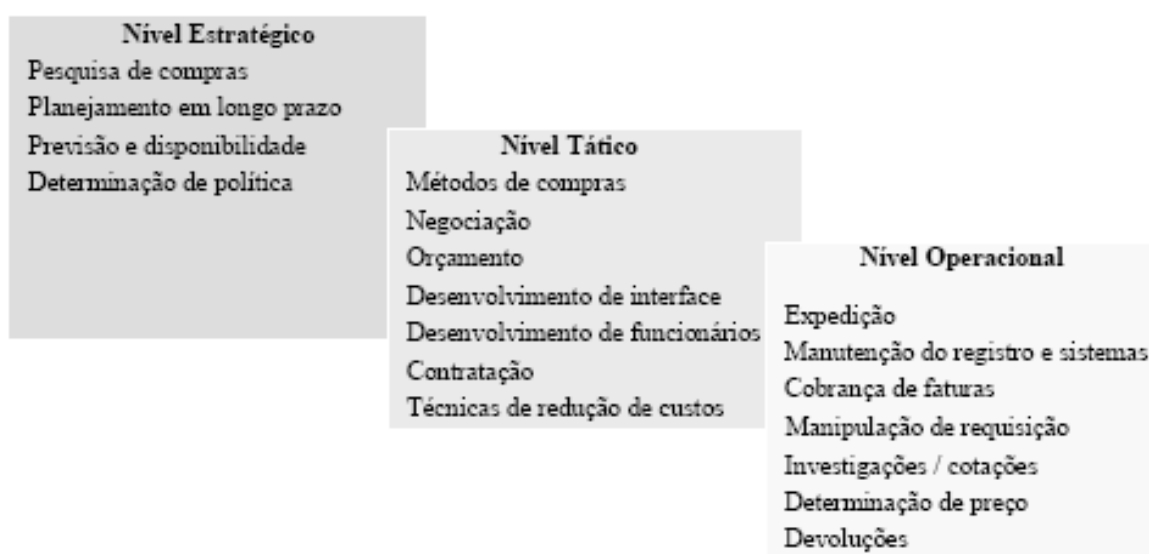 Nível Estratégico
Pesquisa de compras
Planejamento em longo prazo
Previsão e disponibilidade
Determinação de política
Nível Tático
Métodos de compras
Negociação
Orçamento
Desenvolvimento de interface
Desenvolvimento de funcionários
Contratação
Técnicas de redução de custos
Nível Operacional
Expedição
Manutenção do registro e sistemas
Cobrança de faturas
Manipulação de requisição
Investigações / cotações
Determinação de preço
Devoluções